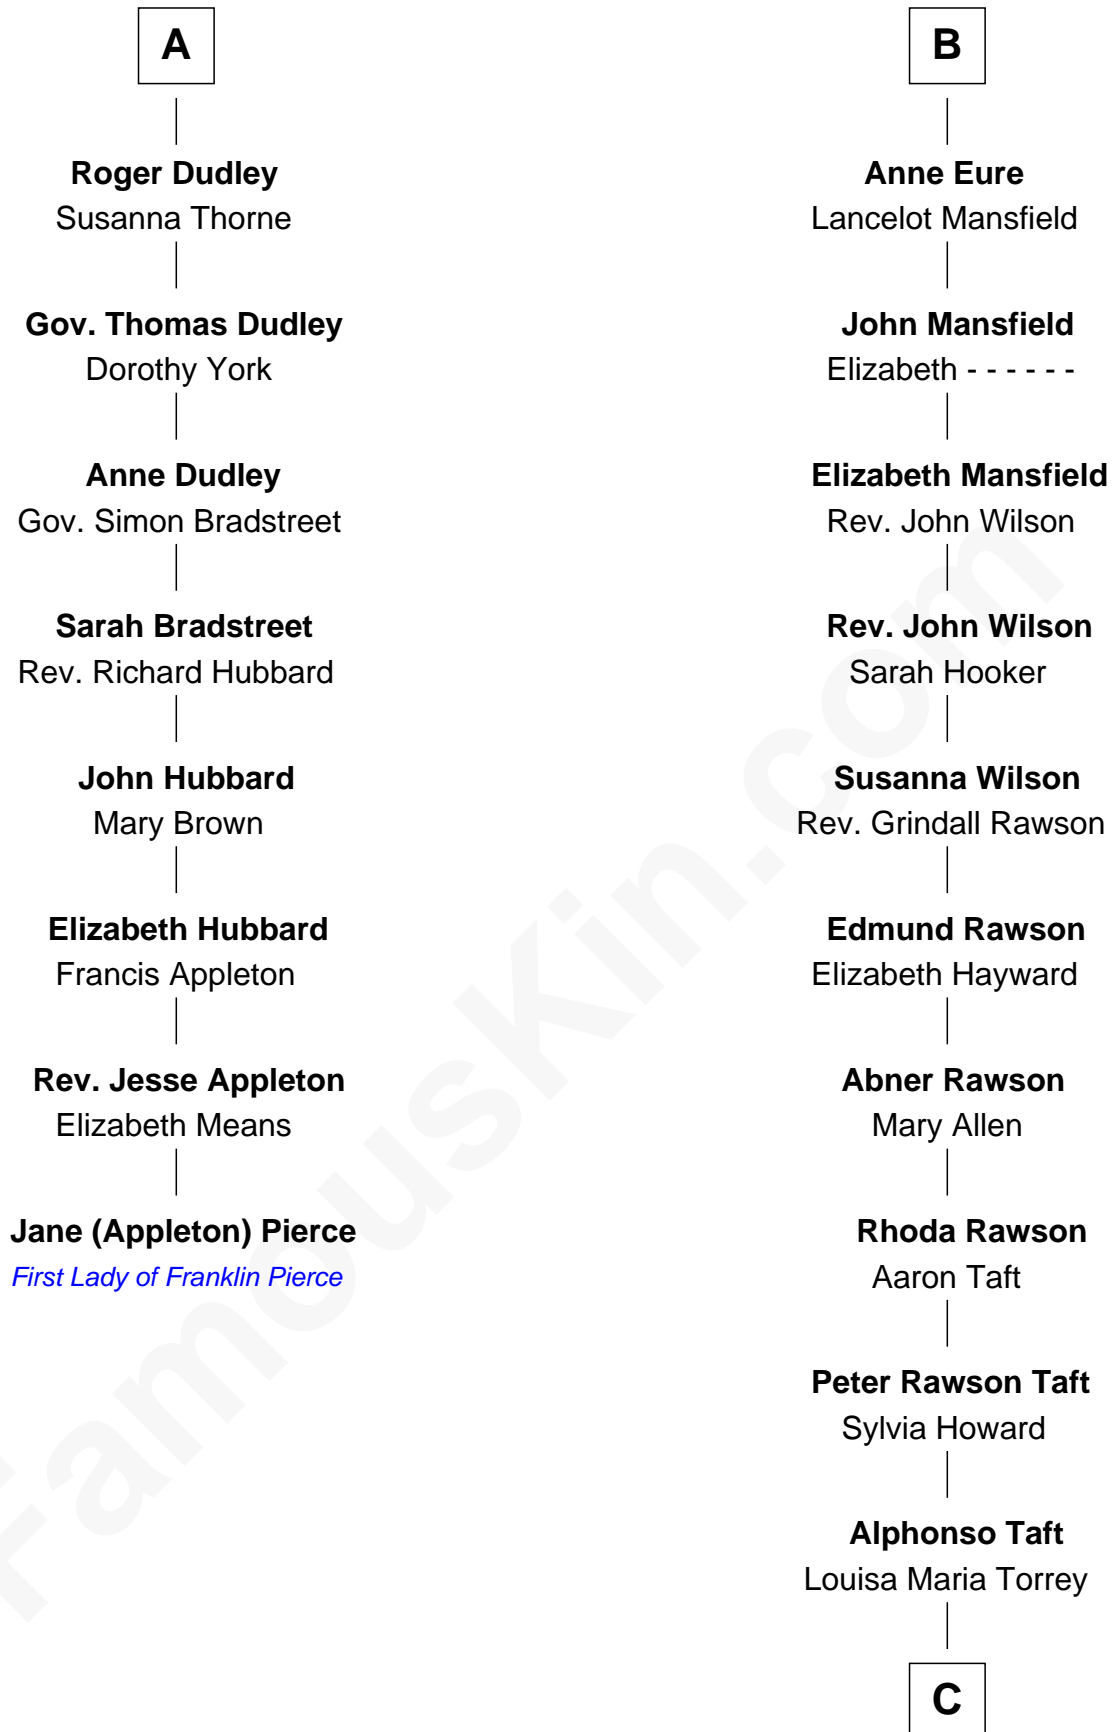 A
Roger Dudley
Susanna Thorne
Gov. Thomas Dudley
Dorothy York
Anne Dudley
Gov. Simon Bradstreet
Sarah Bradstreet
Rev. Richard Hubbard
John Hubbard
Mary Brown
Elizabeth Hubbard
Francis Appleton
Rev. Jesse Appleton
Elizabeth Means
Jane (Appleton) Pierce
First Lady of Franklin Pierce
B
Anne Eure
Lancelot Mansfield
John Mansfield
Elizabeth - - - - - -
Elizabeth Mansfield
Rev. John Wilson
Rev. John Wilson
Sarah Hooker
Susanna Wilson
Rev. Grindall Rawson
Edmund Rawson
Elizabeth Hayward
Abner Rawson
Mary Allen
Rhoda Rawson
Aaron Taft
Peter Rawson Taft
Sylvia Howard
Alphonso Taft
Louisa Maria Torrey
C
FamousKin.com